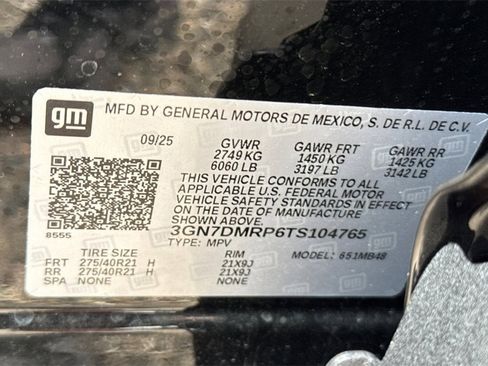 gm
MFD BY GENERAL MOTORS DE MEXICO, S. DE R.L. DE C.V.
09/25 GVWR GAWR FRT GAWR RR
2749 KG 1450 KG 1425 KG
6060 LB 3197 LB 3142 LB
THIS VEHICLE CONFORMS TO ALL
APPLICABLE U.S. FEDERAL MOTOR
VEHICLE SAFETY STANDARDS IN EFFECT
ON THE DATE OF MANUFACTURE
SHOWN ABOVE.
3GN7DMRP6TS104765
8555 TYPE: MPV MODEL: 651MB48
TIRE SIZE RIM
FRT 275/40R21 H 21X9J
RR 275/40R21 H 21X9J
SPA NONE NONE